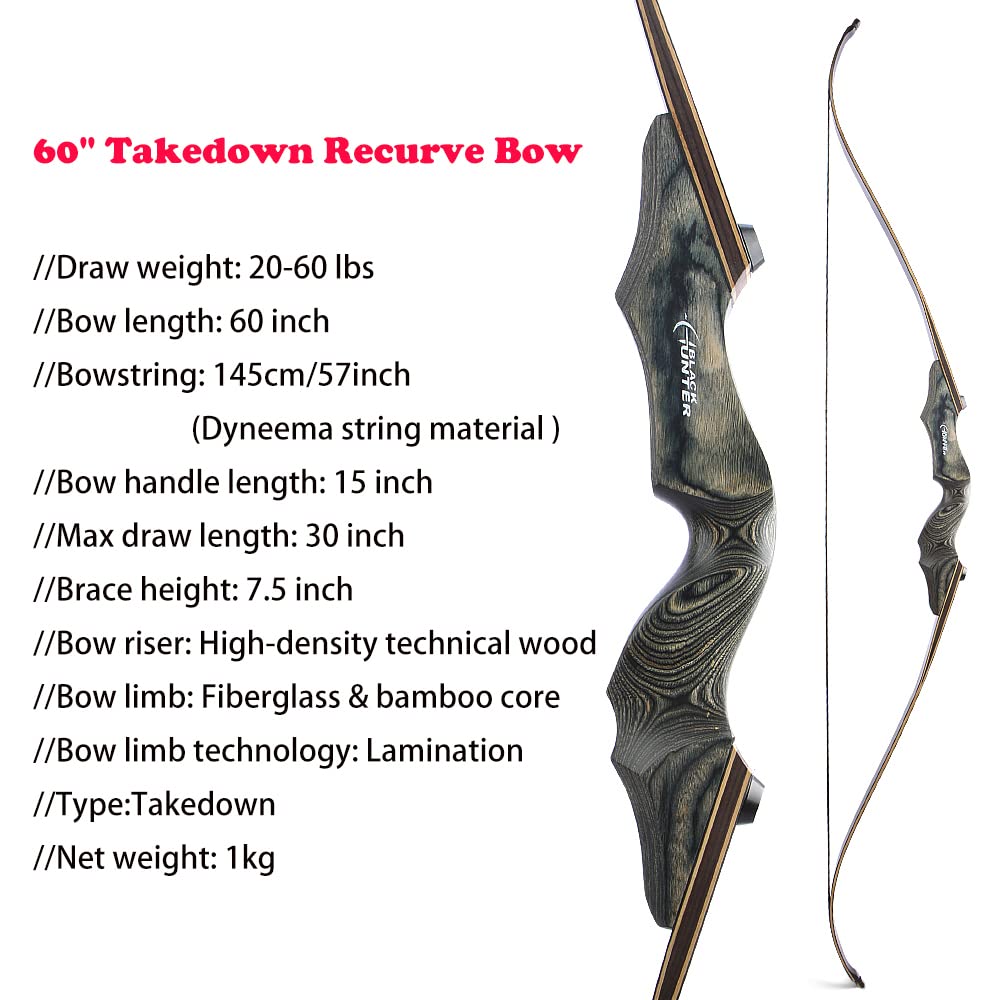 60" Takedown Recurve Bow
//Draw weight: 20-60 lbs
//Bow length: 60 inch
//Bowstring: 145cm/57inch
(Dyneema string material )
//Bow handle length: 15 inch
//Max draw length: 30 inch
//Brace height: 7.5 inch
//Bow riser: High-density technical wood
//Bow limb: Fiberglass & bamboo core
//Bow limb technology: Lamination
//Type:Takedown
//Net weight: 1kg
BLACK
HUNTER